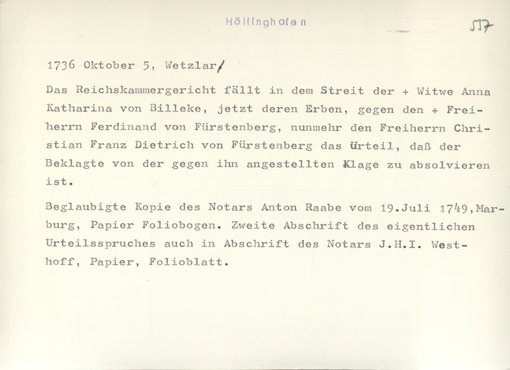 Höllinghofen
557
1736 Oktober 5, Wetzlar/
Das Reichskammergericht fällt in dem Streit der + Witwe Anna
Katharina von Billeke, jetzt deren Erben, gegen den + Frei-
herrn Ferdinand von Fürstenberg, nunmehr den Freiherrn Chri-
stian Franz Dietrich von Fürstenberg das Urteil, daß der
Beklagte von der gegen ihn angestellten Klage zu absolvieren
ist.
Beglaubigte Kopie des Notars Anton Raabe vom 19.Juli 1749,Mar-
burg, Papier Foliobogen. Zweite Abschrift des eigentlichen
Urteilsspruches auch in Abschrift des Notars J.H.I. West-
hoff, Papier, Folioblatt.